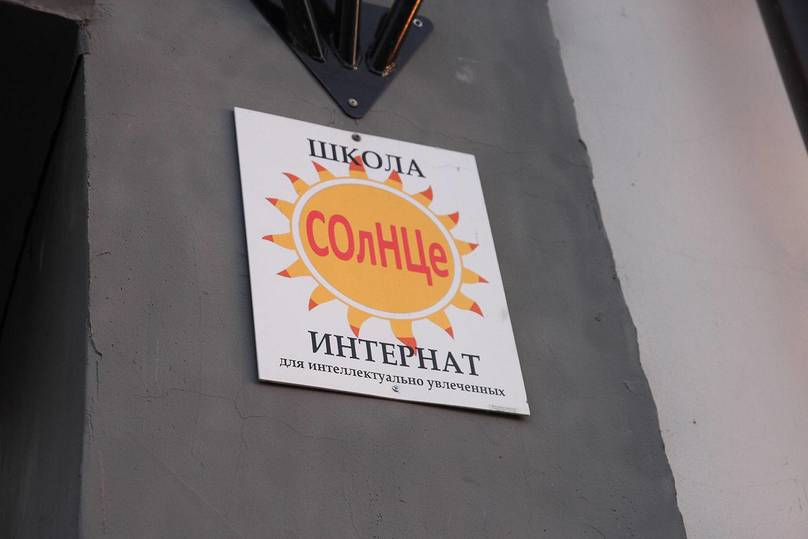 ШКОЛА
СОлНЦе
ИНТЕРНАТ
для интеллектуально увлеченных